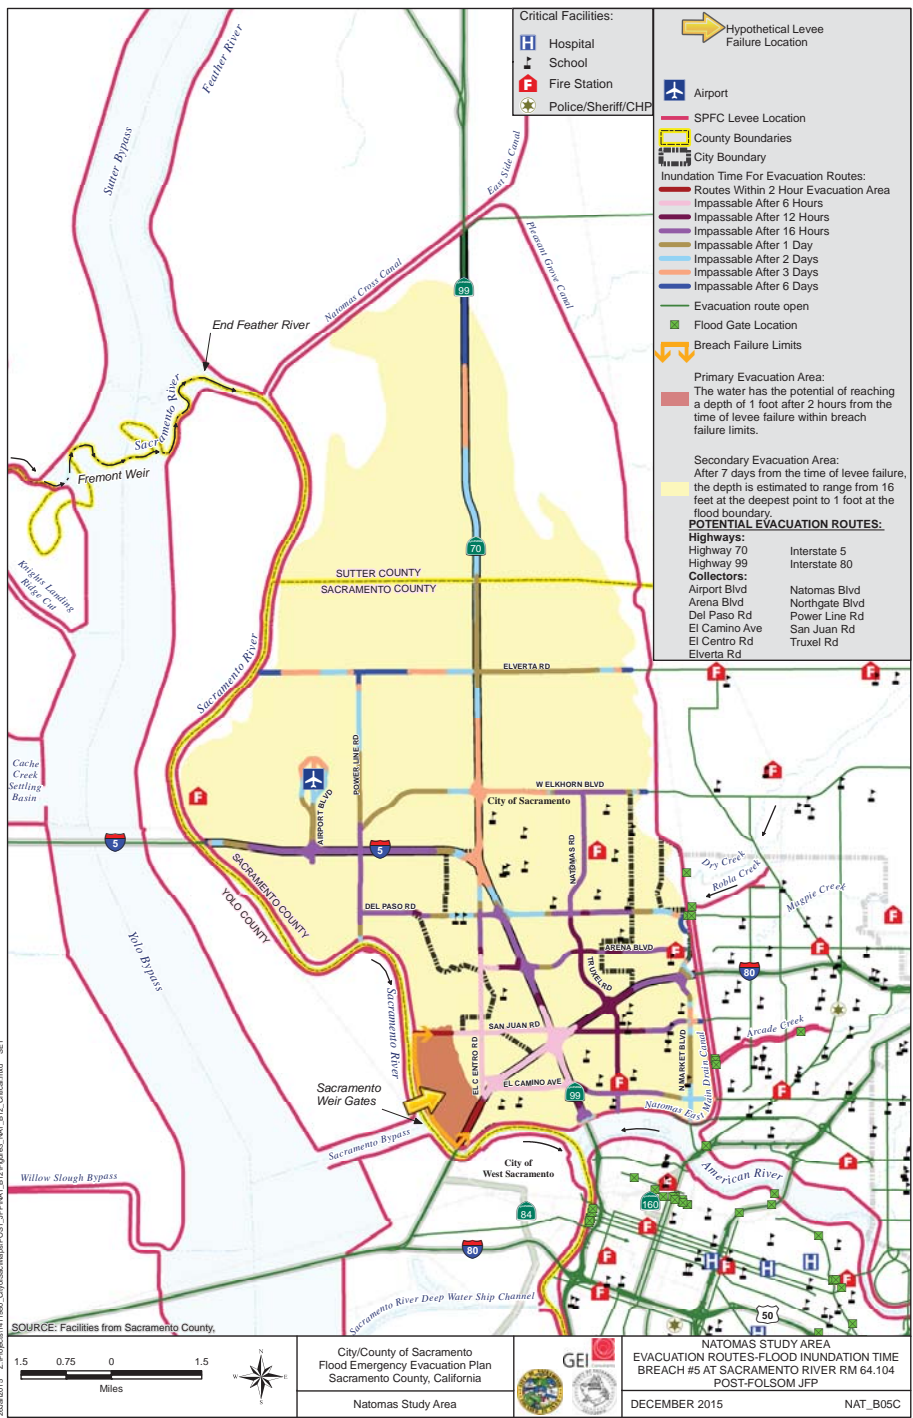 Critical Facilities:
Hospital
School
Fire Station
Police/Sheriff/CHP
Hypothetical Levee
Failure Location
Airport
SPFC Levee Location
County Boundaries
City Boundary
Inundation Time For Evacuation Routes:
Routes Within 2 Hour Evacuation Area
Impassable After 6 Hours
Impassable After 12 Hours
Impassable After 16 Hours
Impassable After 1 Day
Impassable After 2 Days
Impassable After 3 Days
Impassable After 6 Days
Evacuation route open
Flood Gate Location
Breach Failure Limits
Primary Evacuation Area:
The water has the potential of reaching
a depth of 1 foot after 2 hours from the
time of levee failure within breach
failure limits.
Secondary Evacuation Area:
After 7 days from the time of levee failure,
the depth is estimated to range from 16
feet at the deepest point to 1 foot at the
flood boundary.
POTENTIAL EVACUATION ROUTES:
Highways:
Highway 70
Interstate 5
Highway 99
Interstate 80
Collectors:
Airport Blvd
Natomas Blvd
Arena Blvd
Northgate Blvd
Del Paso Rd
Power Line Rd
El Camino Ave
San Juan Rd
El Centro Rd
Truxel Rd
Elverta Rd
Feather River
Sutter Bypass
East Side Canal
Pleasant Grove Canal
Natomas Cross Canal
99
End Feather River
Sacramento River
Fremont Weir
70
Knights Landing
Ridge Cut
SUTTER COUNTY
SACRAMENTO COUNTY
Sacramento River
ELVERTA RD
POWER LINE RD
Cache
Creek
Settling
Basin
W ELKHORN BLVD
City of Sacramento
AIRPORT BLVD
5
5
NATOMAS RD
SACRAMENTO COUNTY
YOLO COUNTY
Dry Creek
Robla Creek
Magpie Creek
DEL PASO RD
Yolo Bypass
ARENA BLVD
TRUXEL RD
80
Sacramento River
SAN JUAN RD
EL CENTRO RD
N MARKET BLVD
Arcade Creek
Main Drain Canal
Sacramento
Weir Gates
EL CAMINO AVE
99
Natomas East
Sacramento Bypass
City of
West Sacramento
American River
Willow Slough Bypass
84
160
80
50
Sacramento River Deep Water Ship Channel
SOURCE: Facilities from Sacramento County,
1.5 0.75 0 1.5
Miles
N
W E
S
City/County of Sacramento
Flood Emergency Evacuation Plan
Sacramento County, California
Natomas Study Area
GEI
NATOMAS STUDY AREA
EVACUATION ROUTES-FLOOD INUNDATION TIME
BREACH #5 AT SACRAMENTO RIVER RM 64.104
POST-FOLSOM JFP
DECEMBER 2015
NAT_B05C